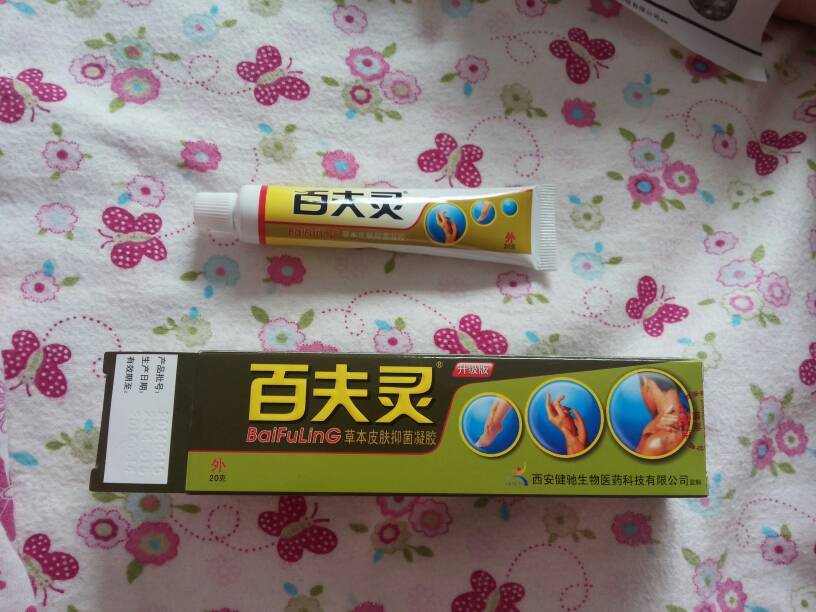 百夫灵®
BaiFuLinG 草本皮肤抑菌凝胶
外
20克
产品批号:
生产日期:
有效期至:
百夫灵®
升级版
BaiFuLinG 草本皮肤抑菌凝胶
外
20克
西安健驰生物医药科技有限公司 监制